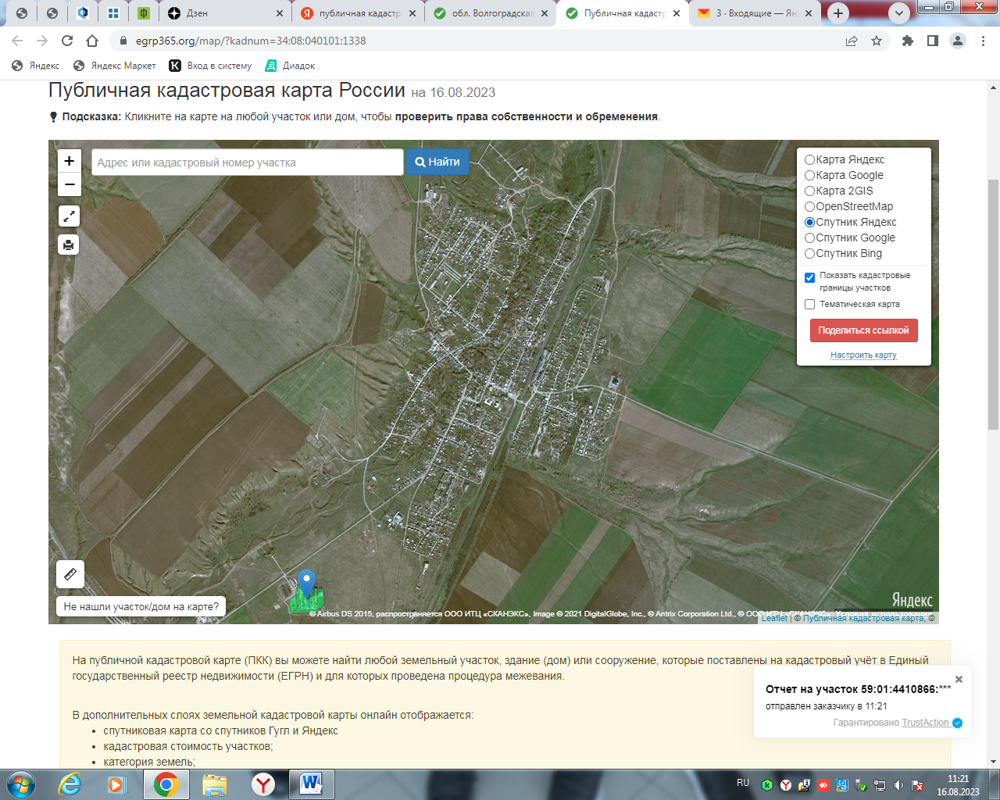 Дзен
публичная кадастр
обл. Волгоградская
Публичная кадастр
3 · Входящие — Ян
egrp365.org/map/?kadnum=34:08:040101:1338
Яндекс
Яндекс Маркет
Вход в систему
Диадок
Публичная кадастровая карта России на 16.08.2023
Подсказка: Кликните на карте на любой участок или дом, чтобы проверить права собственности и обременения.
+
−
Адрес или кадастровый номер участка
Найти
Карта Яндекс
Карта Google
Карта 2GIS
OpenStreetMap
Спутник Яндекс
Спутник Google
Спутник Bing
Показать кадастровые
границы участков
Тематическая карта
Поделиться ссылкой
Настроить карту
Не нашли участок/дом на карте?
Яндекс
© Airbus DS 2015, распространяется ООО ИТЦ «СКАНЭКС», Image © 2021 DigitalGlobe, Inc., © Antrix Corporation Ltd., © ООО ИТЦ «СКАНЭКС», Условия использования
Leaflet | © Публичная кадастровая карта, ©
На публичной кадастровой карте (ПКК) вы можете найти любой земельный участок, здание (дом) или сооружение, которые поставлены на кадастровый учёт в Единый
государственный реестр недвижимости (ЕГРН) и для которых проведена процедура межевания.
В дополнительных слоях земельной кадастровой карты онлайн отображается:
• спутниковая карта со спутников Гугл и Яндекс
• кадастровая стоимость участков;
• категория земель;
Отчет на участок 59:01:4410866:***
отправлен заказчику в 11:21
Гарантировано TrustAction
RU
11:21
16.08.2023